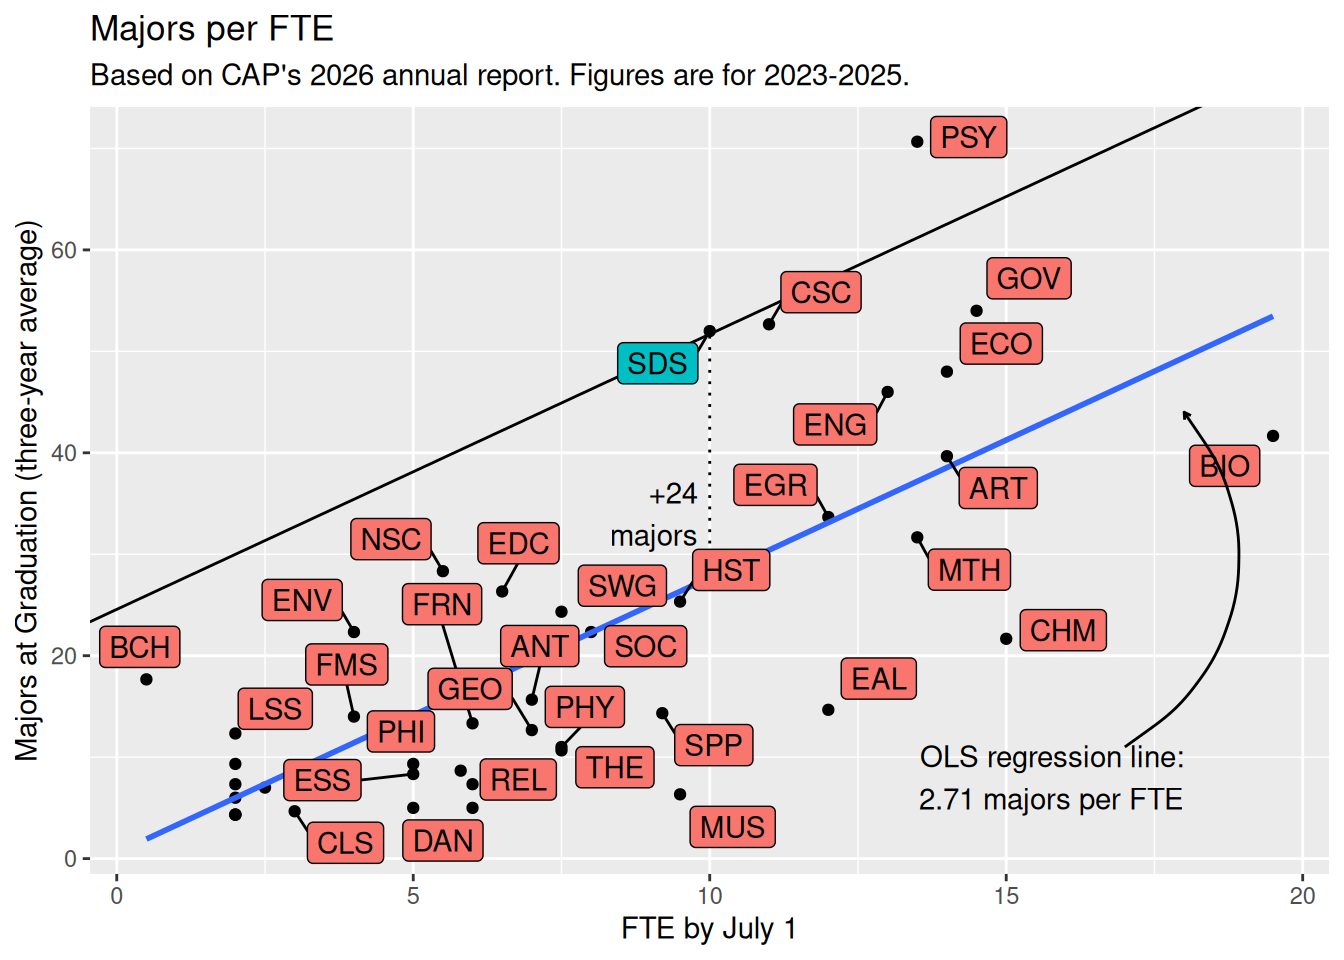 Majors per FTE
Based on CAP's 2026 annual report. Figures are for 2023-2025.
Majors at Graduation (three-year average)
60
40
20
0
PSY
GOV
CSC
ECO
SDS
ENG
BIO
EGR
ART
+24
majors
NSC
EDC
HST
MTH
SWG
ENV
FRN
CHM
BCH
ANT
SOC
FMS
EAL
GEO
LSS
PHY
PHI
SPP
THE
ESS
REL
OLS regression line:
2.71 majors per FTE
MUS
CLS
DAN
0
5
10
15
20
FTE by July 1